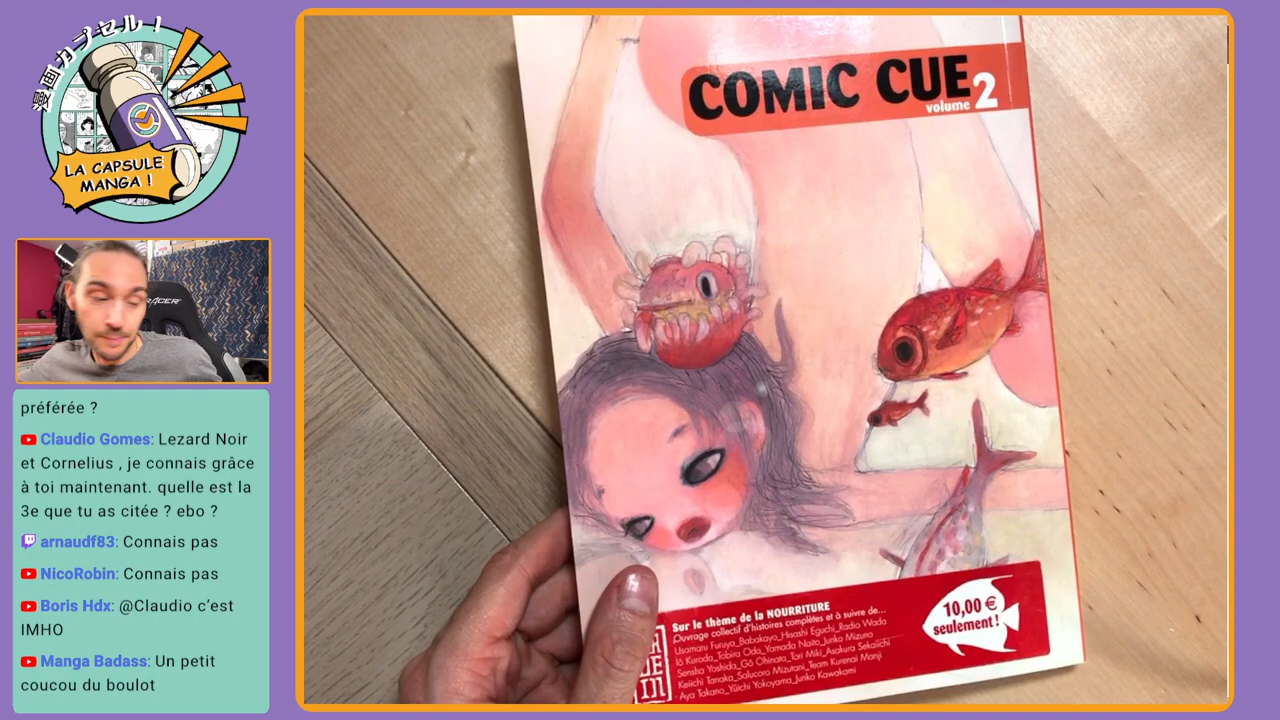 漫画カプセル!
LA CAPSULE
MANGA !
RACER
préférée ?
Claudio Gomes: Lezard Noir
et Cornelius , je connais grâce
à toi maintenant. quelle est la
3e que tu as citée ? ebo ?
arnaudf83: Connais pas
NicoRobin: Connais pas
Boris Hdx: @Claudio c’est
IMHO
Manga Badass: Un petit
coucou du boulot
COMIC CUE
volume 2
Sur le thème de la NOURRITURE
Ouvrage collectif d'histoires complètes et à suivre de...
Usamaru Furuya_Babakayo_Hisashi Eguchi_Radio Wada
Iô Kuroda_Tobira Oda_Yamada Naito_Junko Mizuno
Sensha Yoshida_Gô Ohinata_Tori Miki_Asakura Sekaiichi
Keiichi Tanaka_Salucoro Mizutani_Team Kurenai Manji
Aya Takano_Yûichi Yokoyama_Junko Kawakami
10,00 €
seulement !